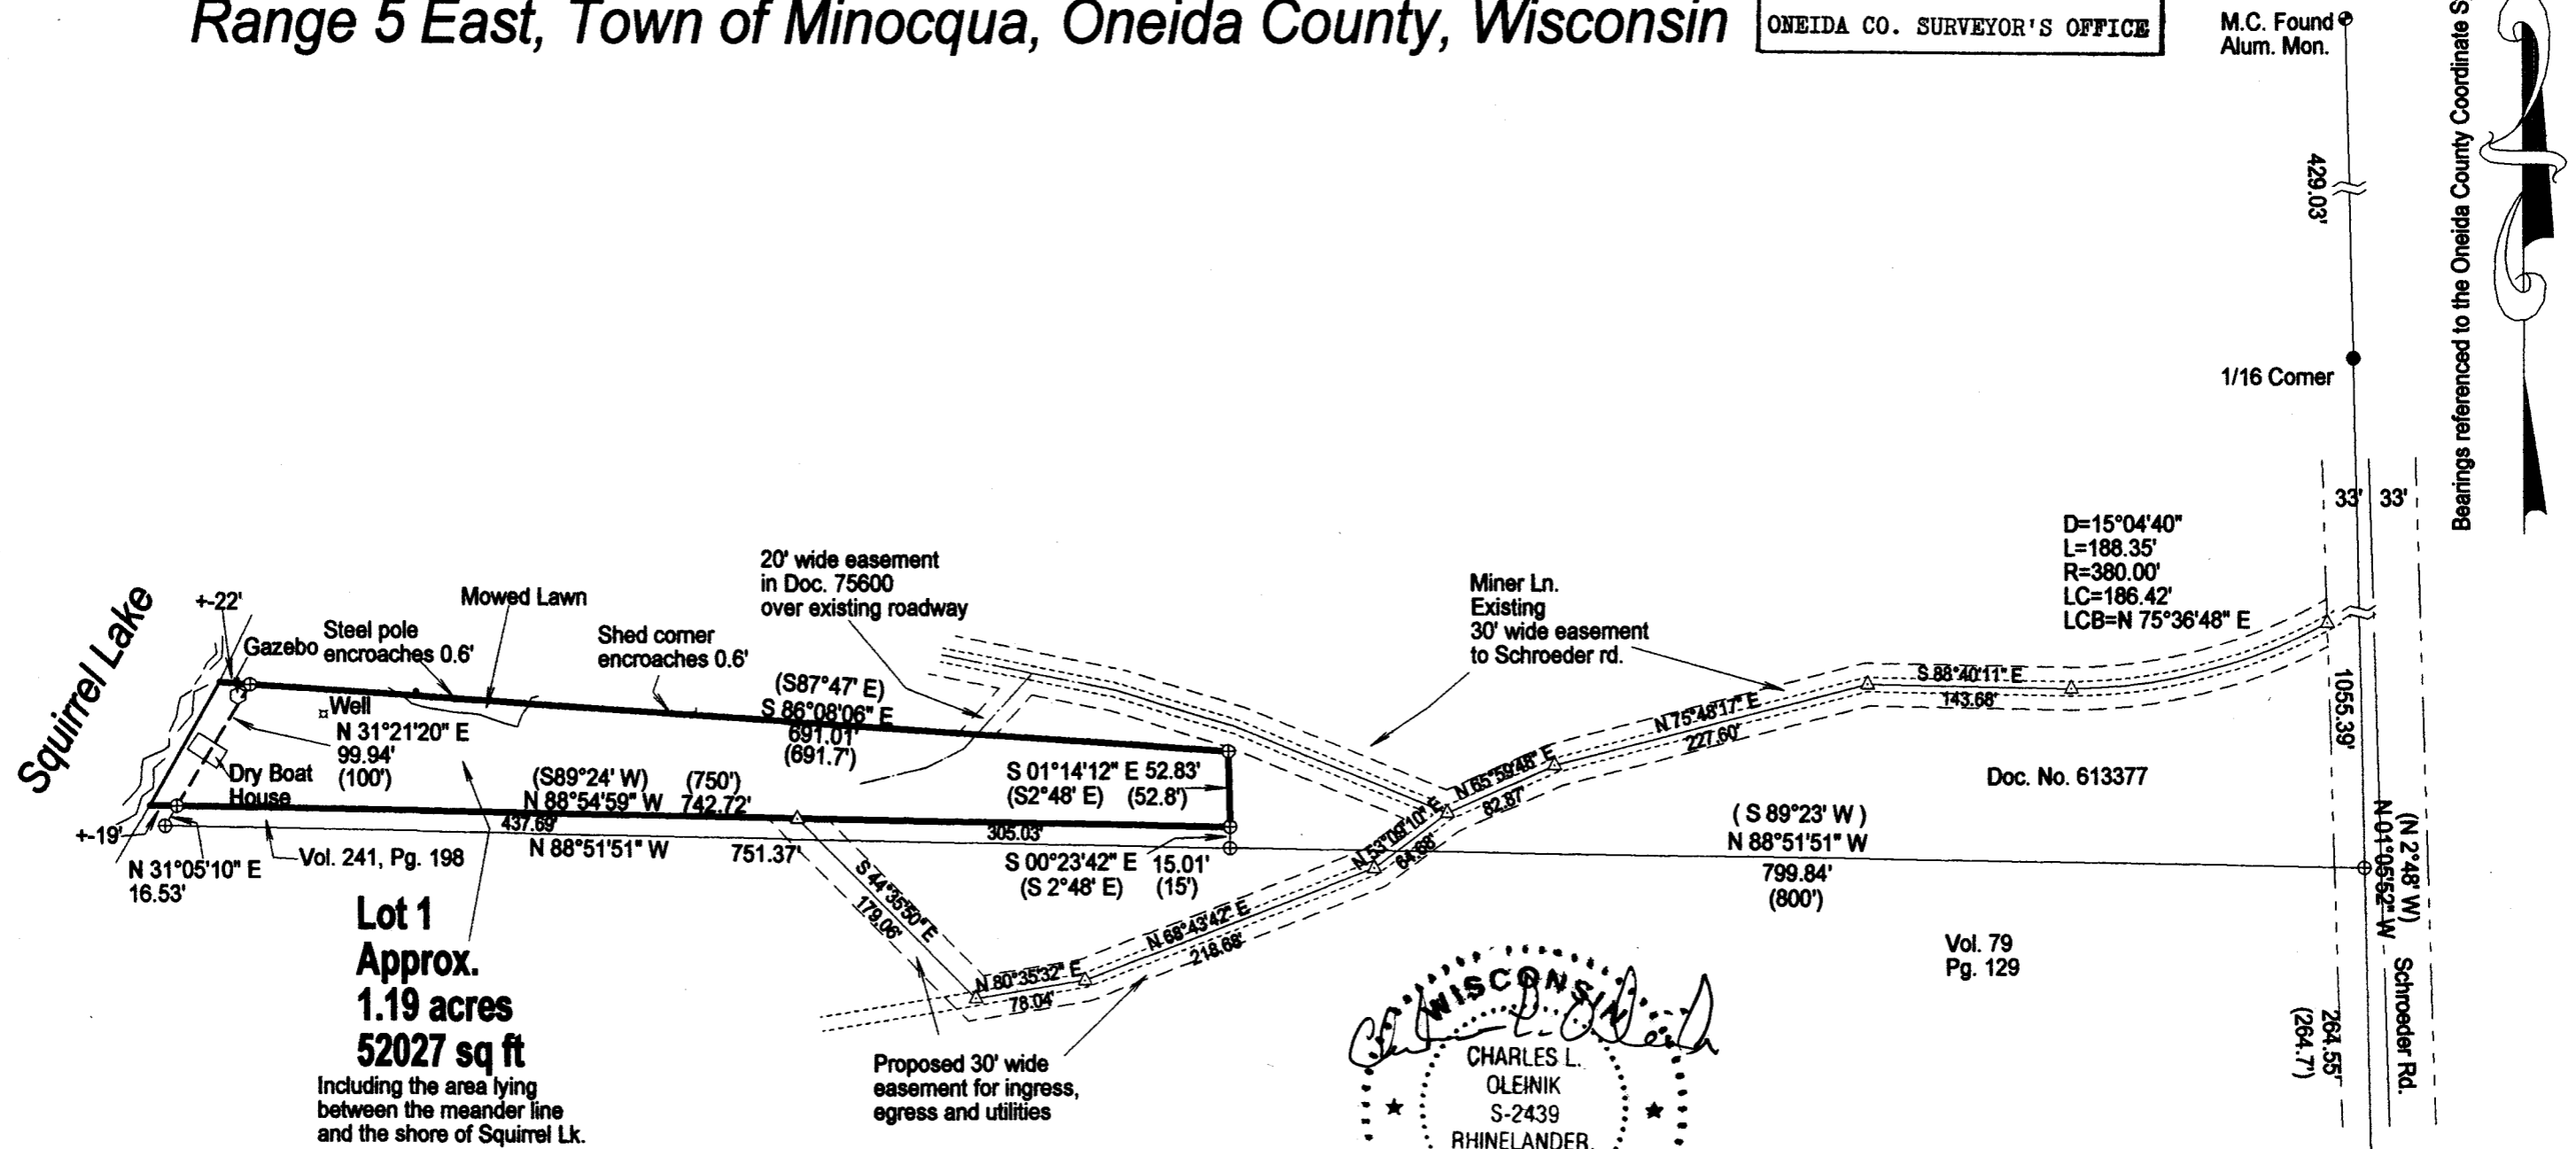 Range 5 East, Town of Minocqua, Oneida County, Wisconsin
ONEIDA CO. SURVEYOR'S OFFICE
M.C. Found
Alum. Mon.
Bearings referenced to the Oneida County Coordinate
429.03'
1/16 Corner
33' 33'
D=15°04'40"
L=188.35'
R=380.00'
LC=186.42'
LCB=N 75°36'48" E
20' wide easement
in Doc. 75600
over existing roadway
Miner Ln.
Existing
30' wide easement
to Schroeder rd.
Squirrel Lake
+-22'
Gazebo
Steel pole
encroaches 0.6'
Mowed Lawn
Shed corner
encroaches 0.6'
(S87°47' E)
S 86°08'06" E
691.01'
(691.7')
Well
N 31°21'20" E
99.94'
(100')
Dry Boat
House
(S89°24' W) (750')
N 88°54'59" W 742.72'
437.69'
305.03'
S 01°14'12" E 52.83'
(S2°48' E) (52.8')
N 88°51'51" W 751.37'
S 00°23'42" E 15.01'
(S 2°48' E) (15')
+-19'
N 31°05'10" E
16.53'
Vol. 241, Pg. 198
S 44°35'50" E
179.06'
N 80°35'32" E
78.04'
N 68°43'42" E
218.68'
N 53°09'10" E
64.68'
N 65°59'48" E
82.87'
N 75°48'17" E
227.60'
S 88°40'11" E
143.68'
1055.39'
Doc. No. 613377
( S 89°23' W )
N 88°51'51" W
799.84'
(800')
N 01°05'52" W
(N 2°48' W)
Schroeder Rd.
264.55'
(264.7')
Vol. 79
Pg. 129
Lot 1
Approx.
1.19 acres
52027 sq ft
Including the area lying
between the meander line
and the shore of Squirrel Lk.
Proposed 30' wide
easement for ingress,
egress and utilities
WISCONSIN
CHARLES L.
OLEINIK
S-2439
RHINELANDER,